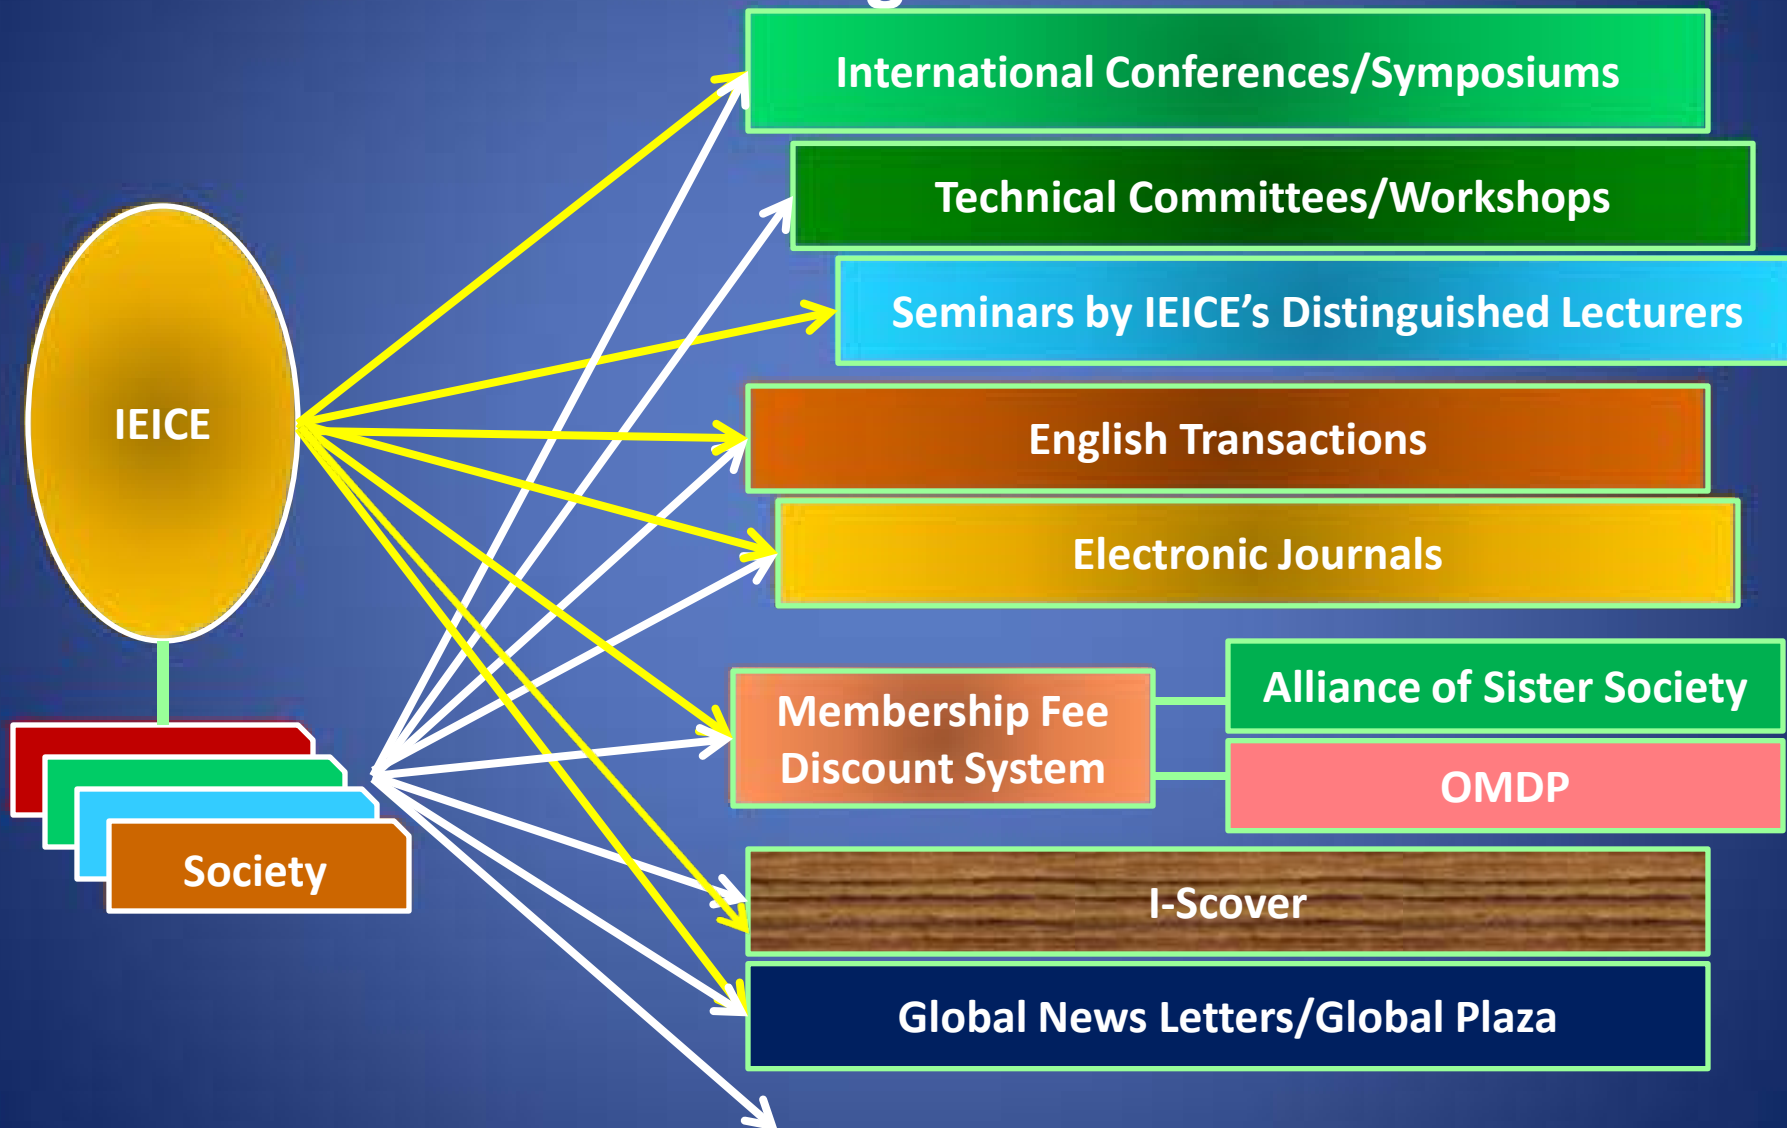 International Conferences/Symposiums
Technical Committees/Workshops
Seminars by IEICE’s Distinguished Lecturers
IEICE
English Transactions
Electronic Journals
Membership Fee
Discount System
Alliance of Sister Society
OMDP
Society
I-Scover
Global News Letters/Global Plaza